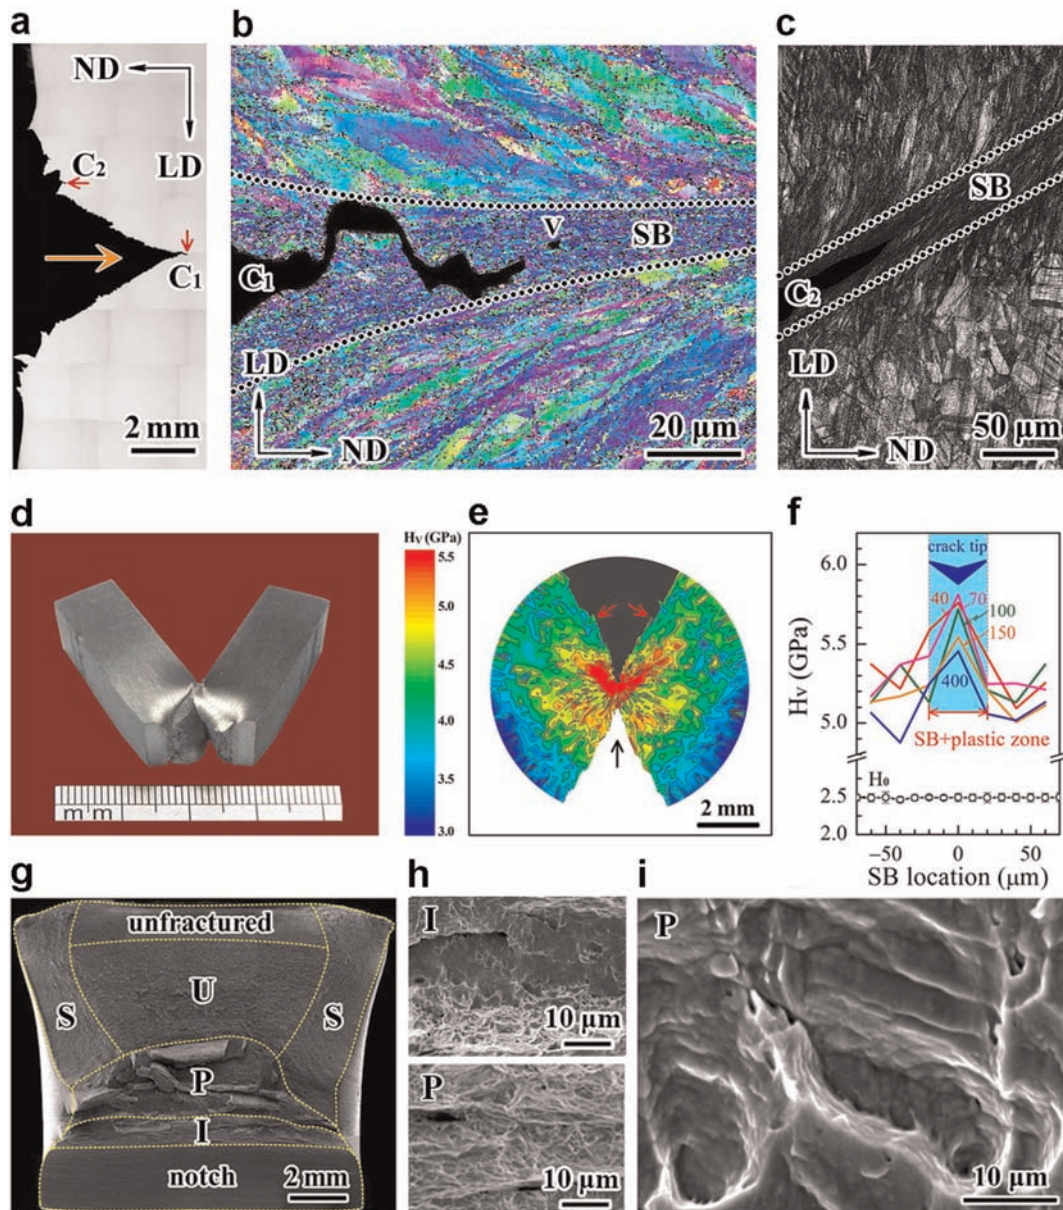 a
ND
LD
C2
C1
2 mm
b
V
SB
C1
LD
ND
20 μm
c
SB
C2
LD
ND
50 μm
d
mm
Hv (GPa)
5.5
5.0
4.5
4.0
3.5
3.0
e
2 mm
f
crack tip
6.0
40
70
100
150
5.5
400
5.0
SB+plastic zone
H0
2.5
2.0
Hv (GPa)
−50
0
50
SB location (μm)
g
unfractured
U
S
S
P
I
notch
2 mm
h
I
10 μm
P
10 μm
i
P
10 μm